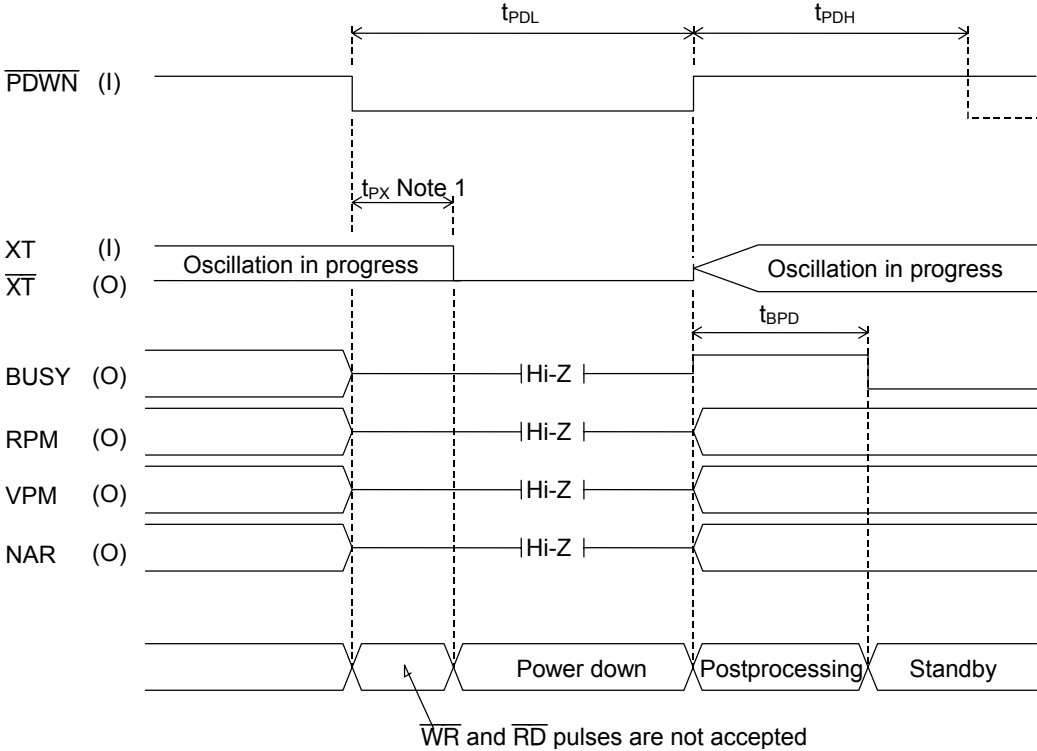 tPDL tPDH
PDWN (I)
tPX Note 1
XT (I)
Oscillation in progress Oscillation in progress
XT (O)
tBPD
BUSY (O) Hi-Z
RPM (O) Hi-Z
VPM (O) Hi-Z
NAR (O) Hi-Z
Power down Postprocessing Standby
WR and RD pulses are not accepted